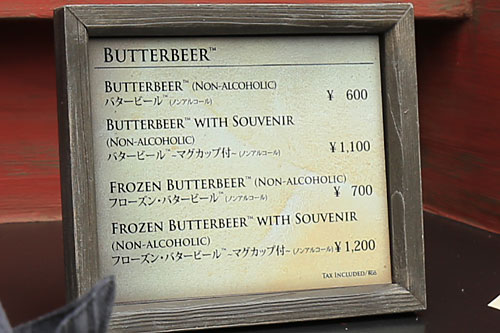 BUTTERBEER™
BUTTERBEER™ (NON-ALCOHOLIC)
バタービール™(ノンアルコール) ¥ 600
BUTTERBEER™ WITH SOUVENIR
(NON-ALCOHOLIC)
バタービール™~マグカップ付~(ノンアルコール) ¥1,100
FROZEN BUTTERBEER™ (NON-ALCOHOLIC)
フローズン・バタービール™(ノンアルコール) ¥ 700
FROZEN BUTTERBEER™ WITH SOUVENIR
(NON-ALCOHOLIC)
フローズン・バタービール™~マグカップ付~(ノンアルコール) ¥1,200
TAX INCLUDED/税込